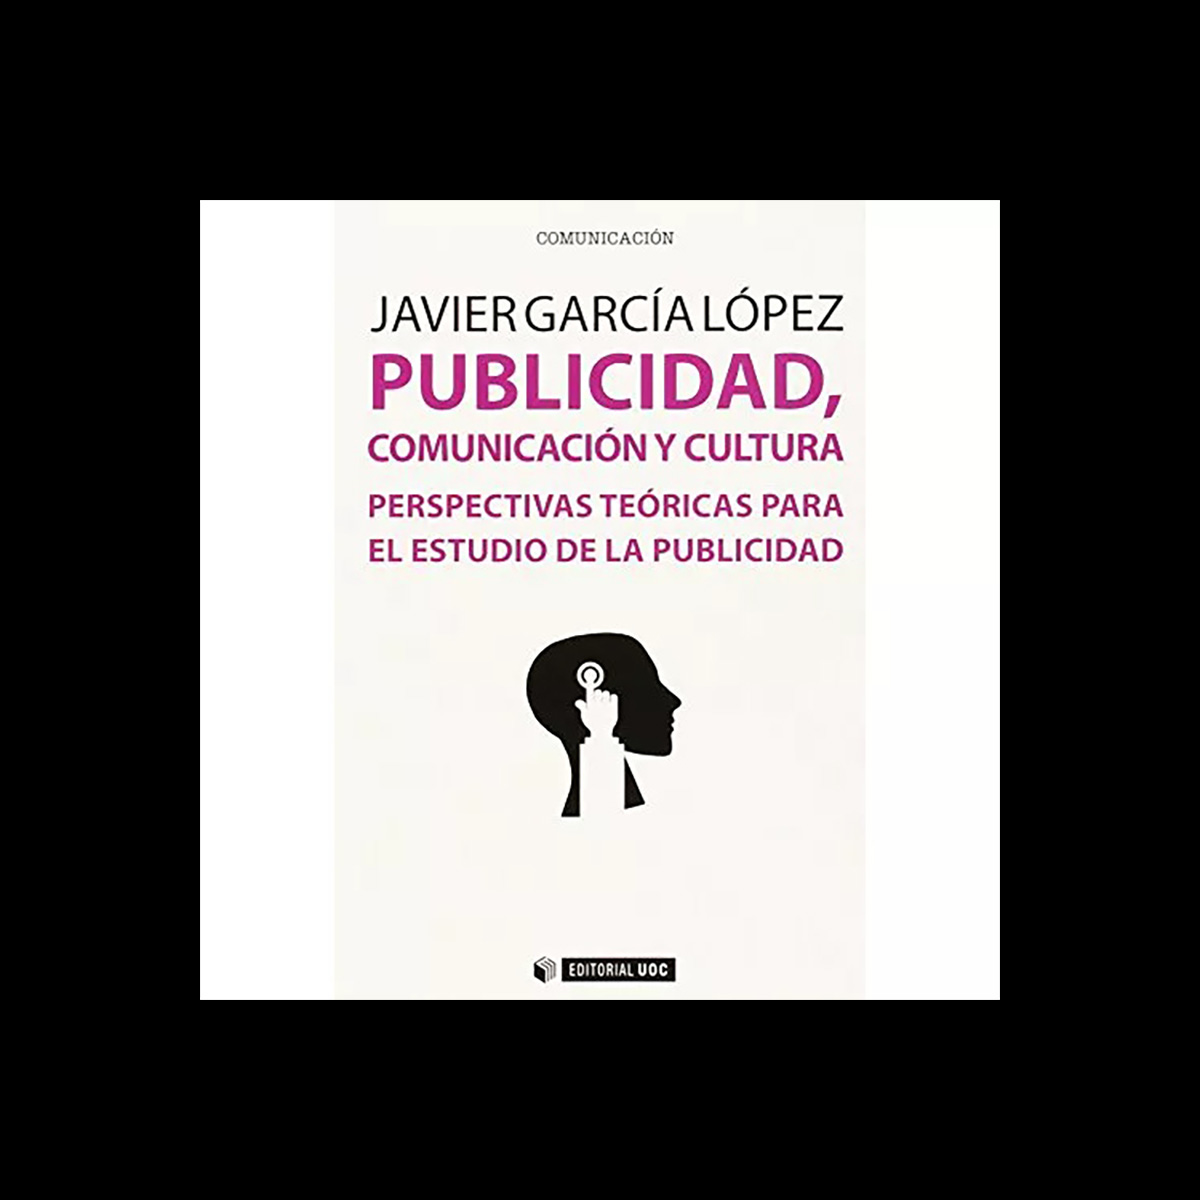 COMUNICACIÓN
JAVIER GARCÍA LÓPEZ
PUBLICIDAD,
COMUNICACIÓN Y CULTURA
PERSPECTIVAS TEÓRICAS PARA
EL ESTUDIO DE LA PUBLICIDAD
EDITORIAL UOC